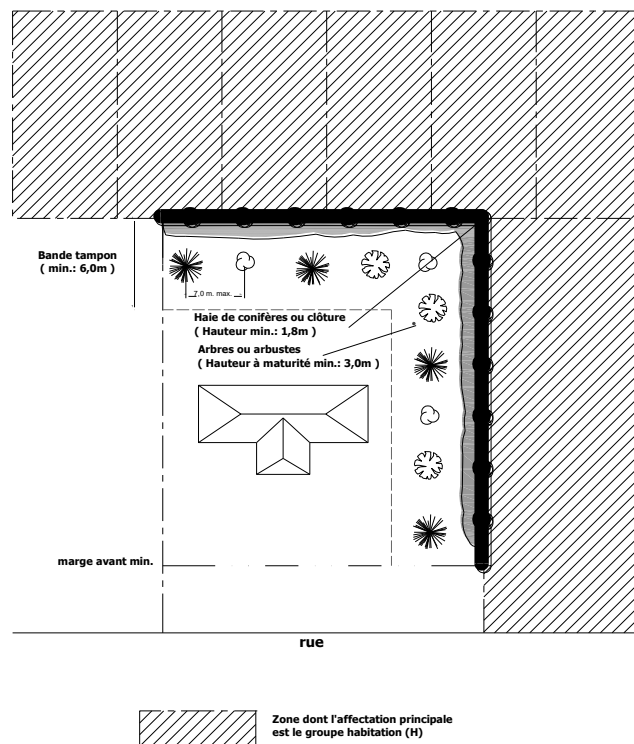 Bande tampon
( min.: 6,0m )
7,0 m. max.
Haie de conifères ou clôture
( Hauteur min.: 1,8m )
Arbres ou arbustes
( Hauteur à maturité min.: 3,0m )
marge avant min.
rue
Zone dont l'affectation principale
est le groupe habitation (H)